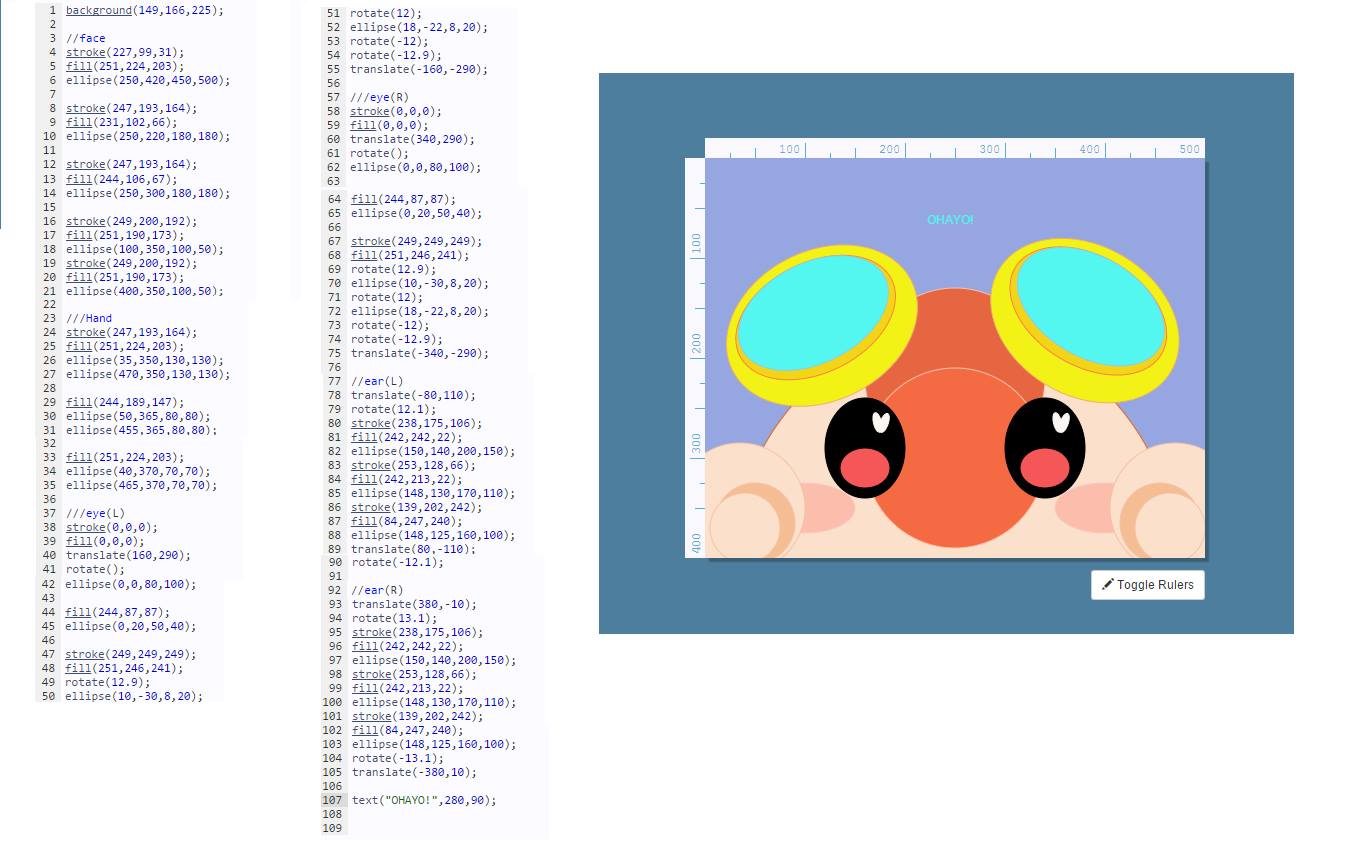 1 background(149,166,225);
2
3 //face
4 stroke(227,99,31);
5 fill(251,224,203);
6 ellipse(250,420,450,500);
7
8 stroke(247,193,164);
9 fill(231,102,66);
10 ellipse(250,220,180,180);
11
12 stroke(247,193,164);
13 fill(244,106,67);
14 ellipse(250,300,180,180);
15
16 stroke(249,200,192);
17 fill(251,190,173);
18 ellipse(100,350,100,50);
19 stroke(249,200,192);
20 fill(251,190,173);
21 ellipse(400,350,100,50);
22
23 ///Hand
24 stroke(247,193,164);
25 fill(251,224,203);
26 ellipse(35,350,130,130);
27 ellipse(470,350,130,130);
28
29 fill(244,189,147);
30 ellipse(50,365,80,80);
31 ellipse(455,365,80,80);
32
33 fill(251,224,203);
34 ellipse(40,370,70,70);
35 ellipse(465,370,70,70);
36
37 ///eye(L)
38 stroke(0,0,0);
39 fill(0,0,0);
40 translate(160,290);
41 rotate();
42 ellipse(0,0,80,100);
43
44 fill(244,87,87);
45 ellipse(0,20,50,40);
46
47 stroke(249,249,249);
48 fill(251,246,241);
49 rotate(12.9);
50 ellipse(10,-30,8,20);
51 rotate(12);
52 ellipse(18,-22,8,20);
53 rotate(-12);
54 rotate(-12.9);
55 translate(-160,-290);
56
57 ///eye(R)
58 stroke(0,0,0);
59 fill(0,0,0);
60 translate(340,290);
61 rotate();
62 ellipse(0,0,80,100);
63
64 fill(244,87,87);
65 ellipse(0,20,50,40);
66
67 stroke(249,249,249);
68 fill(251,246,241);
69 rotate(12.9);
70 ellipse(10,-30,8,20);
71 rotate(12);
72 ellipse(18,-22,8,20);
73 rotate(-12);
74 rotate(-12.9);
75 translate(-340,-290);
76
77 //ear(L)
78 translate(-80,110);
79 rotate(12.1);
80 stroke(238,175,106);
81 fill(242,242,22);
82 ellipse(150,140,200,150);
83 stroke(253,128,66);
84 fill(242,213,22);
85 ellipse(148,130,170,110);
86 stroke(139,202,242);
87 fill(84,247,240);
88 ellipse(148,125,160,100);
89 translate(80,-110);
90 rotate(-12.1);
91
92 //ear(R)
93 translate(380,-10);
94 rotate(13.1);
95 stroke(238,175,106);
96 fill(242,242,22);
97 ellipse(150,140,200,150);
98 stroke(253,128,66);
99 fill(242,213,22);
100 ellipse(148,130,170,110);
101 stroke(139,202,242);
102 fill(84,247,240);
103 ellipse(148,125,160,100);
104 rotate(-13.1);
105 translate(-380,10);
106
107 text("OHAYO!",280,90);
108
109
100 200 300 400 500
100
200
300
400
OHAYO!
Toggle Rulers